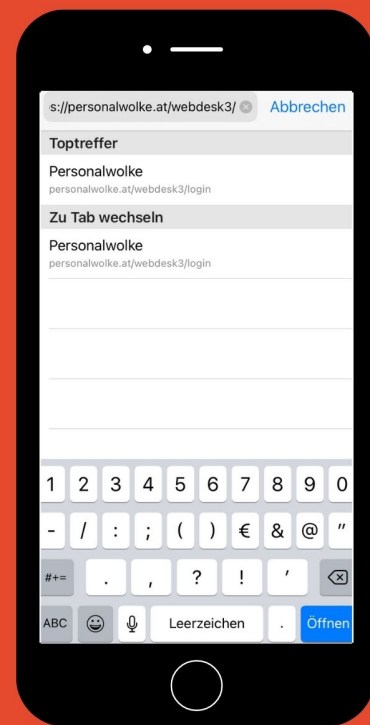 s://personalwolke.at/webdesk3/ Abbrechen
Toptreffer
Personalwolke
personalwolke.at/webdesk3/login
Zu Tab wechseln
Personalwolke
personalwolke.at/webdesk3/login
1 2 3 4 5 6 7 8 9 0
- / : ; ( ) € & @ "
#+= . , ? ! '
ABC Leerzeichen . Öffnen